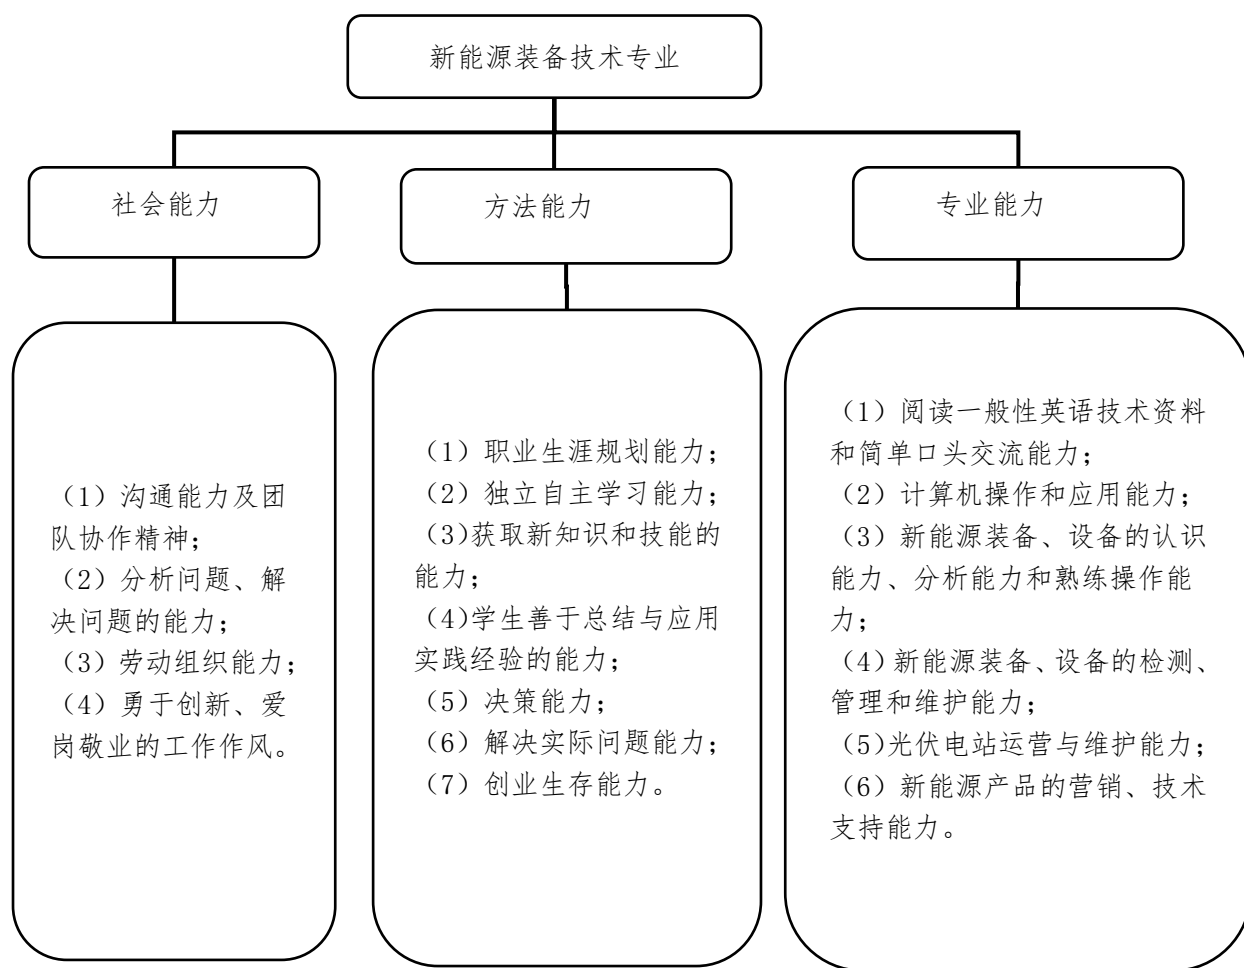 新能源装备技术专业
社会能力
方法能力
专业能力
（1）沟通能力及团
队协作精神；
（2）分析问题、解
决问题的能力；
（3）劳动组织能力；
（4）勇于创新、爱
岗敬业的工作作风。
（1）职业生涯规划能力；
（2）独立自主学习能力；
（3）获取新知识和技能的
能力；
（4）学生善于总结与应用
实践经验的能力；
（5）决策能力；
（6）解决实际问题能力；
（7）创业生存能力。
（1）阅读一般性英语技术资料
和简单口头交流能力；
（2）计算机操作和应用能力；
（3）新能源装备、设备的认识
能力、分析能力和熟练操作能
力；
（4）新能源装备、设备的检测、
管理和维护能力；
（5）光伏电站运营与维护能力；
（6）新能源产品的营销、技术
支持能力。